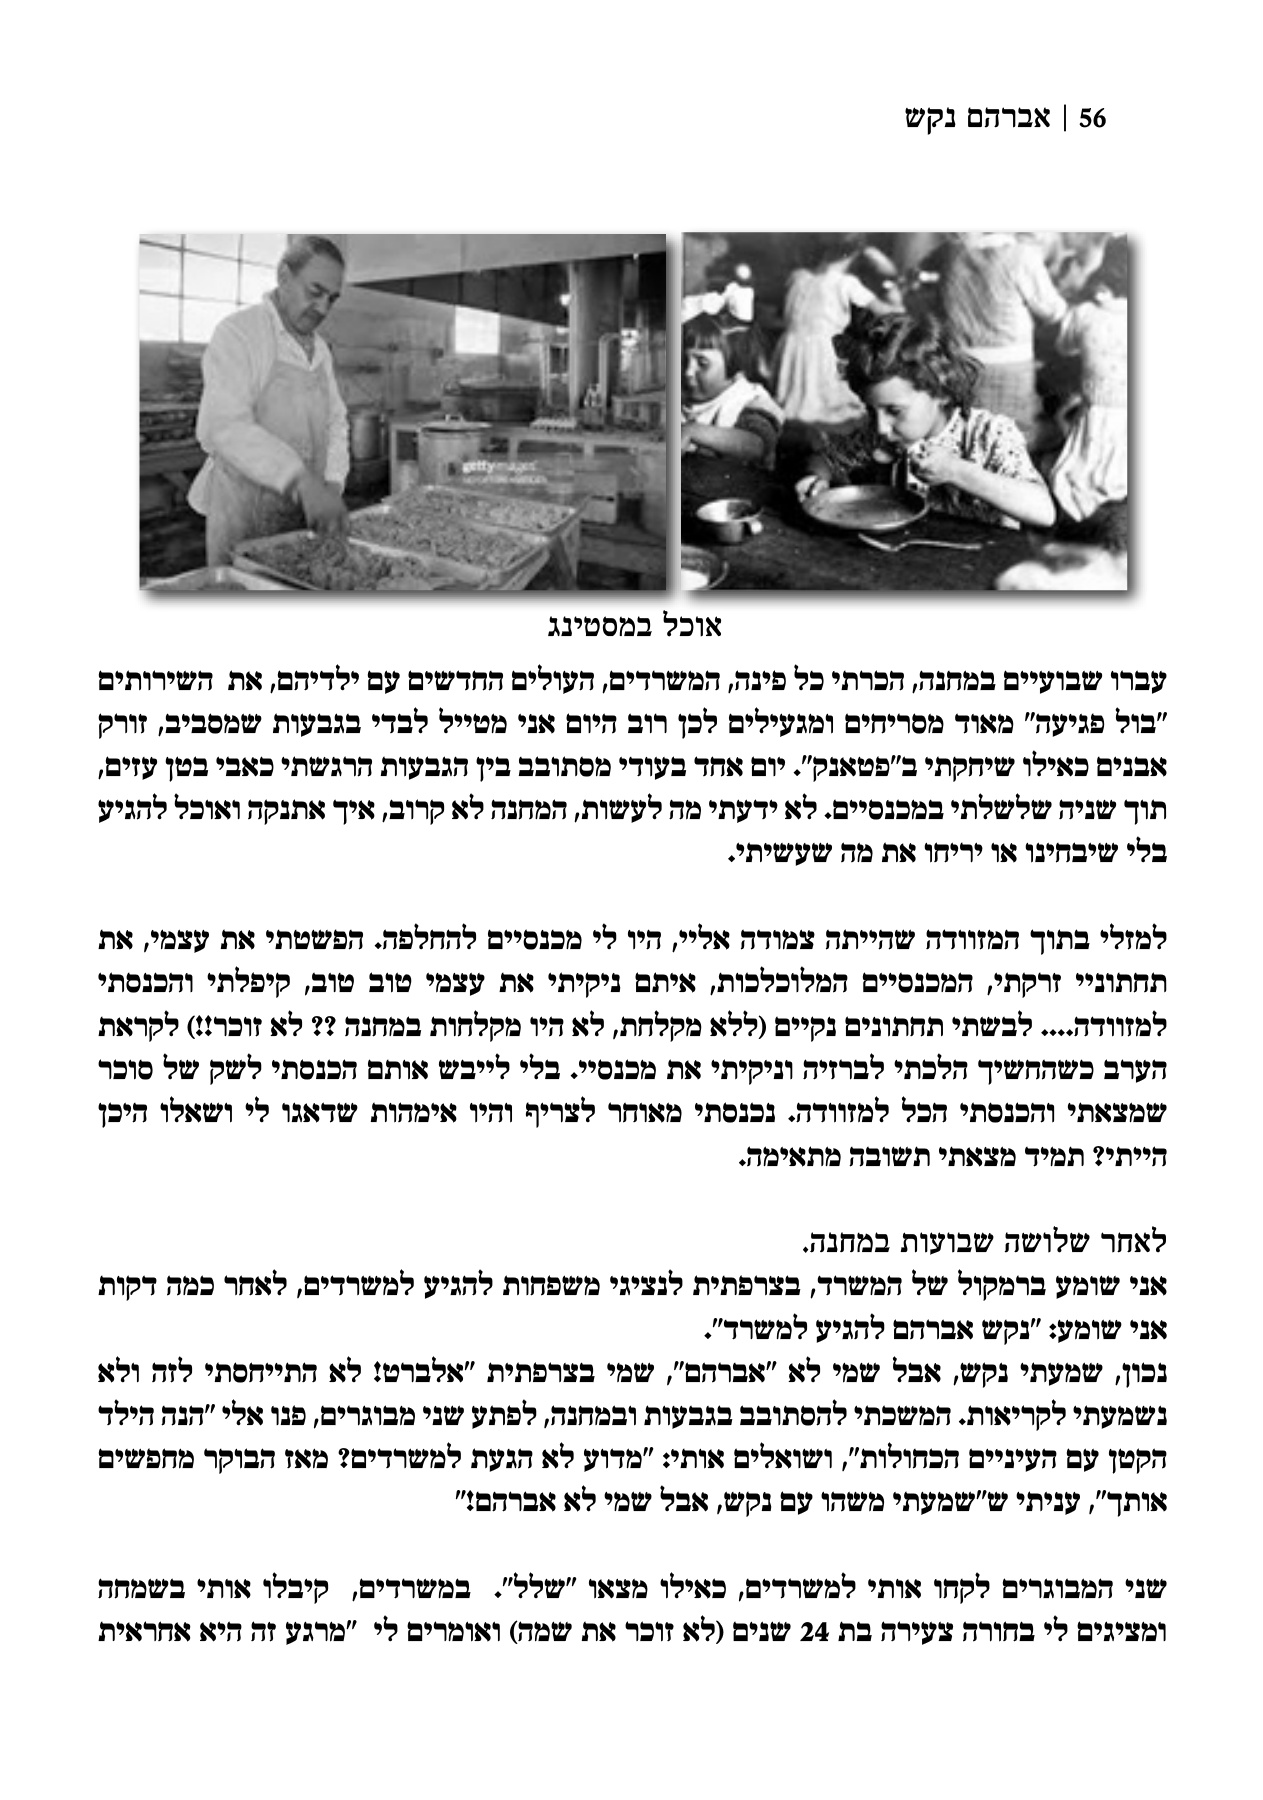 56 | אברהם נקש
gettyimages
אוכל במסטינג
עברו שבועיים במחנה, הכרתי כל פינה, המשרדים, העולים החדשים עם ילדיהם, את השירותים
"בול פגיעה" מאוד מסריחים ומגעילים לכן רוב היום אני מטייל לבדי בגבעות שמסביב, זורק
אבנים כאילו שיחקתי ב"פטאנק". יום אחד בעודי מסתובב בין הגבעות הרגשתי כאבי בטן עזים,
תוך שניה שלשלתי במכנסיים. לא ידעתי מה לעשות, המחנה לא קרוב, איך אתנקה ואוכל להגיע
בלי שיבחינו או יריחו את מה שעשיתי.
למזלי בתוך המזוודה שהייתה צמודה אליי, היו לי מכנסיים להחלפה. הפשטתי את עצמי, את
תחתוניי זרקתי, המכנסיים המלוכלכות, איתם ניקיתי את עצמי טוב טוב, קיפלתי והכנסתי
למזוודה.... לבשתי תחתונים נקיים (ללא מקלחת, לא היו מקלחות במחנה ?? לא זוכר!!) לקראת
הערב כשהחשיך הלכתי לברזיה וניקיתי את מכנסיי. בלי לייבש אותם הכנסתי לשק של סוכר
שמצאתי והכנסתי הכל למזוודה. נכנסתי מאוחר לצריף והיו אימהות שדאגו לי ושאלו היכן
הייתי? תמיד מצאתי תשובה מתאימה.
לאחר שלושה שבועות במחנה.
אני שומע ברמקול של המשרד, בצרפתית לנציגי משפחות להגיע למשרדים, לאחר כמה דקות
אני שומע: "נקש אברהם להגיע למשרד".
נכון, שמעתי נקש, אבל שמי לא "אברהם", שמי בצרפתית "אלברט! לא התייחסתי לזה ולא
נשמעתי לקריאות. המשכתי להסתובב בגבעות ובמחנה, לפתע שני מבוגרים, פנו אלי "הנה הילד
הקטן עם העיניים הכחולות", ושואלים אותי: "מדוע לא הגעת למשרדים? מאז הבוקר מחפשים
אותך", עניתי ש"שמעתי משהו עם נקש, אבל שמי לא אברהם!"
שני המבוגרים לקחו אותי למשרדים, כאילו מצאו "שלל". במשרדים, קיבלו אותי בשמחה
ומציגים לי בחורה צעירה בת 24 שנים (לא זוכר את שמה) ואומרים לי "מרגע זה היא אחראית